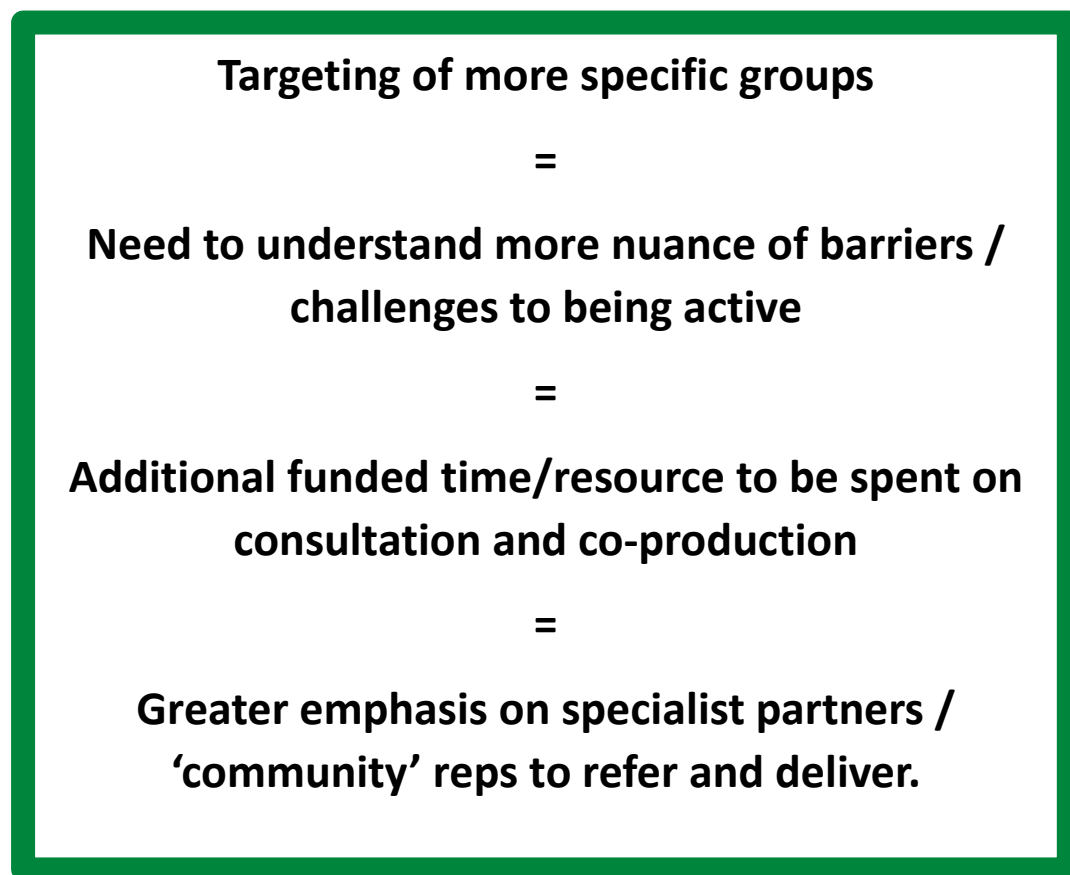 Targeting of more specific groups
=
Need to understand more nuance of barriers /
challenges to being active
=
Additional funded time/resource to be spent on
consultation and co-production
=
Greater emphasis on specialist partners /
‘community’ reps to refer and deliver.